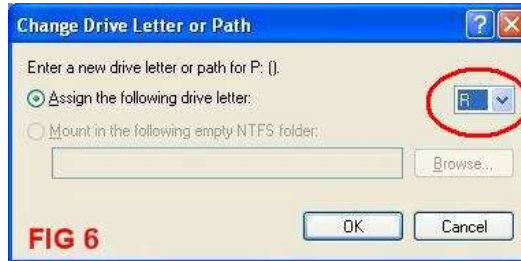 Change Drive Letter or Path
Enter a new drive letter or path for P: ().
Assign the following drive letter:
R
Mount in the following empty NTFS folder:
Browse...
OK
Cancel
FIG 6